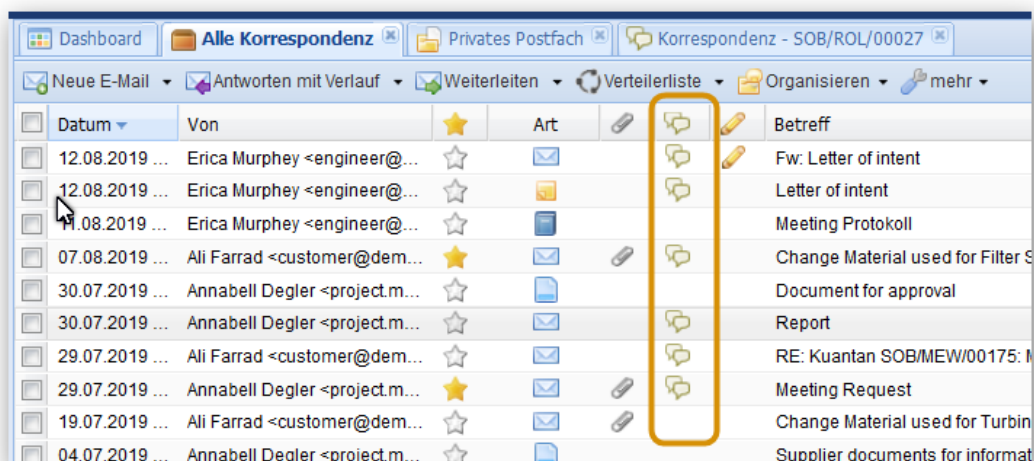 Dashboard Alle Korrespondenz Privates Postfach Korrespondenz - SOB/ROL/00027
Neue E-Mail Antworten mit Verlauf Weiterleiten Verteilerliste Organisieren mehr
Datum Von Art Betreff
12.08.2019 ... Erica Murphey <engineer@... Fw: Letter of intent
12.08.2019 ... Erica Murphey <engineer@... Letter of intent
11.08.2019 ... Erica Murphey <engineer@... Meeting Protokoll
07.08.2019 ... Ali Farrad <customer@dem... Change Material used for Filter S
30.07.2019 ... Annabell Degler <project.m... Document for approval
30.07.2019 ... Annabell Degler <project.m... Report
29.07.2019 ... Ali Farrad <customer@dem... RE: Kuantan SOB/MEW/00175: M
29.07.2019 ... Annabell Degler <project.m... Meeting Request
19.07.2019 ... Ali Farrad <customer@dem... Change Material used for Turbin
04.07.2019 ... Annabell Degler <project.m... Supplier documents for informat